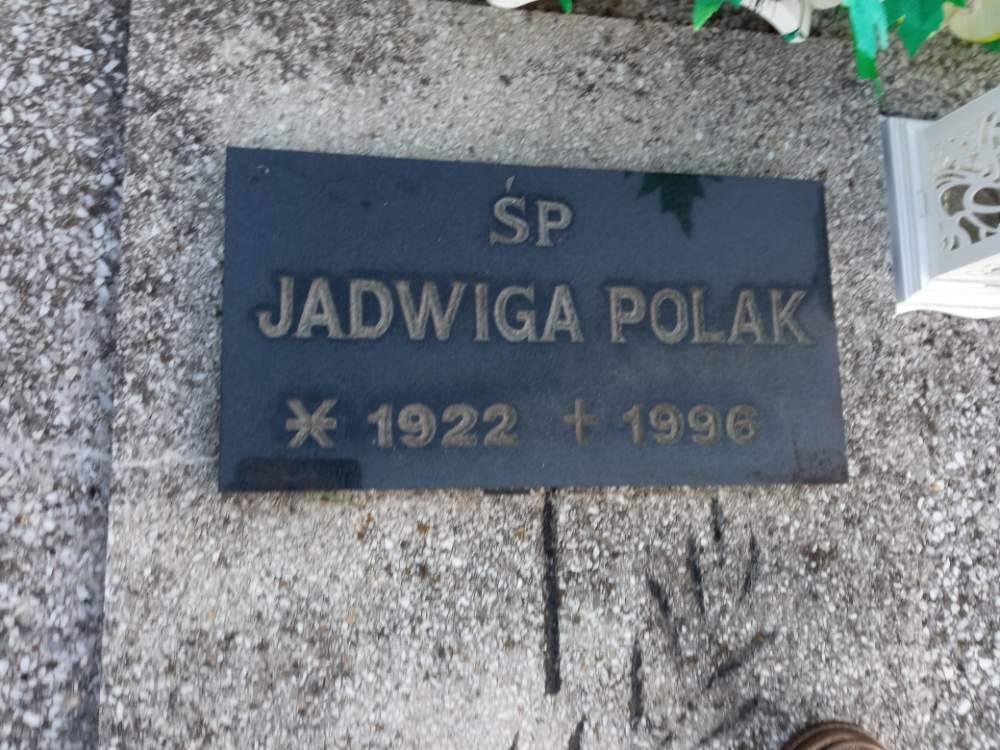 ŚP
JADWIGA POLAK
* 1922 † 1996